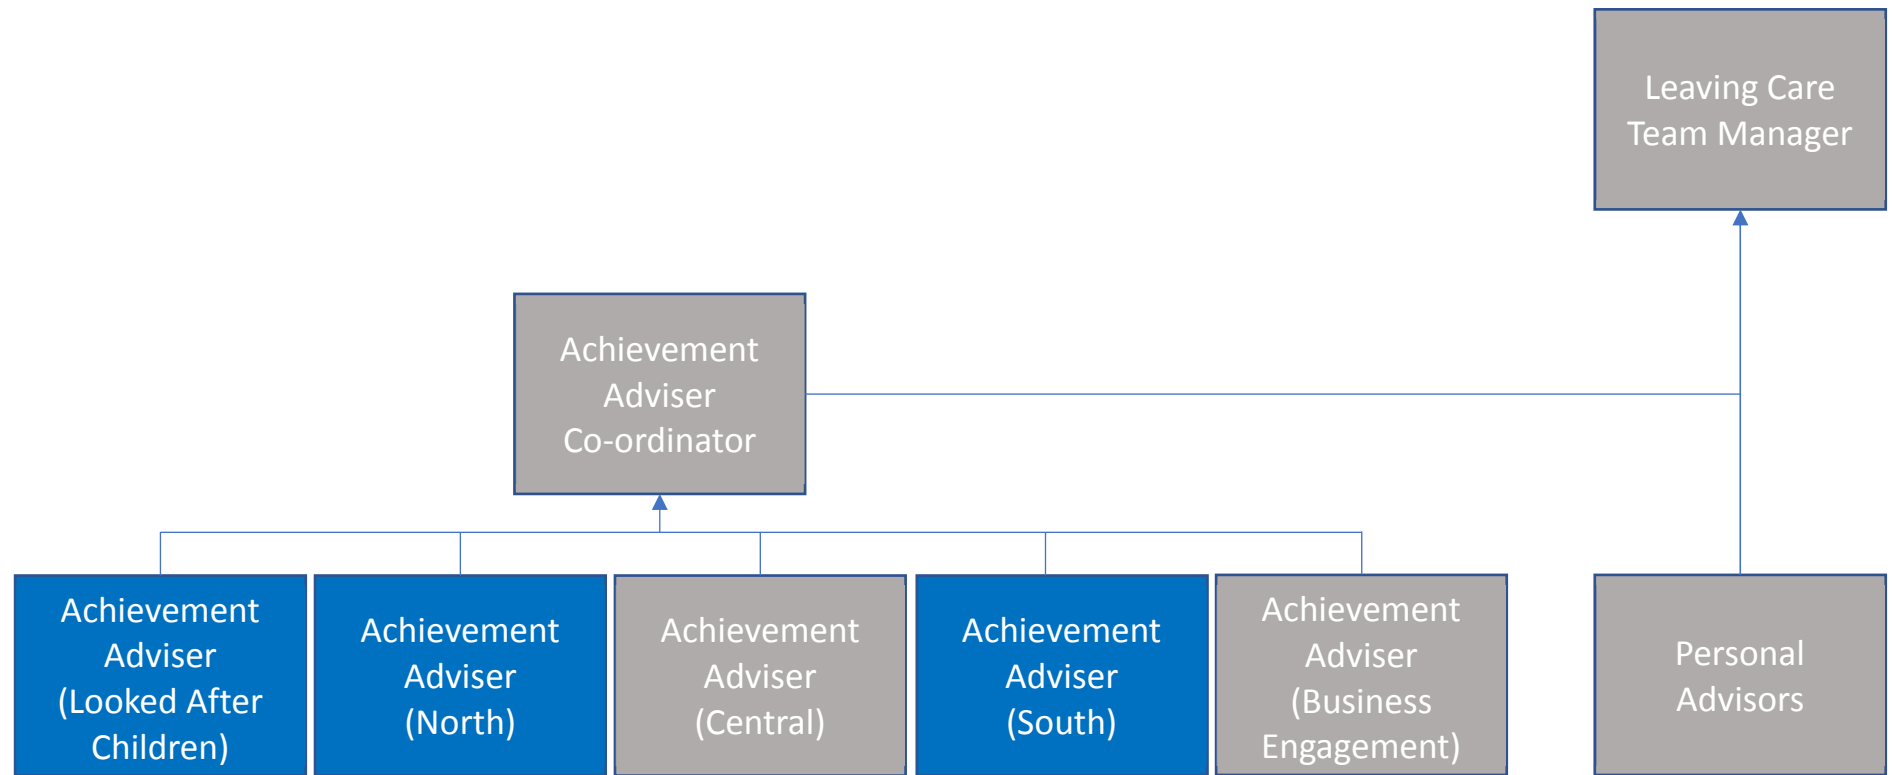 Leaving Care
Team Manager
Achievement
Adviser
Co-ordinator
Achievement
Adviser
(Looked After
Children)
Achievement
Adviser
(North)
Achievement
Adviser
(Central)
Achievement
Adviser
(South)
Achievement
Adviser
(Business
Engagement)
Personal
Advisors